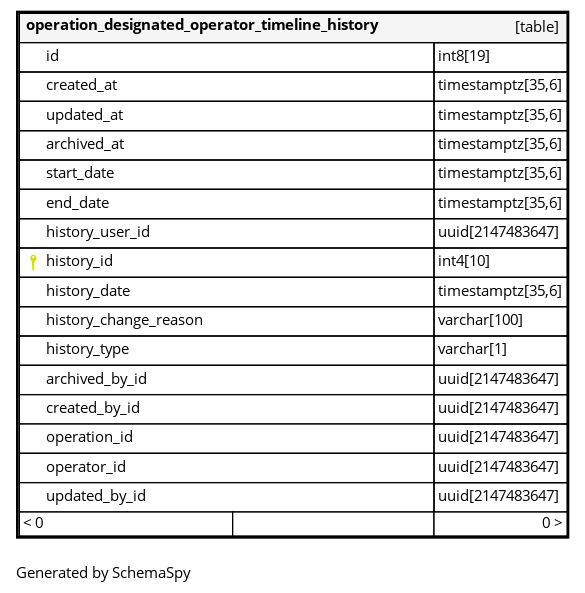 operation_designated_operator_timeline_history [table]
id int8[19]
created_at timestamptz[35,6]
updated_at timestamptz[35,6]
archived_at timestamptz[35,6]
start_date timestamptz[35,6]
end_date timestamptz[35,6]
history_user_id uuid[2147483647]
history_id int4[10]
history_date timestamptz[35,6]
history_change_reason varchar[100]
history_type varchar[1]
archived_by_id uuid[2147483647]
created_by_id uuid[2147483647]
operation_id uuid[2147483647]
operator_id uuid[2147483647]
updated_by_id uuid[2147483647]
< 0 0 >
Generated by SchemaSpy